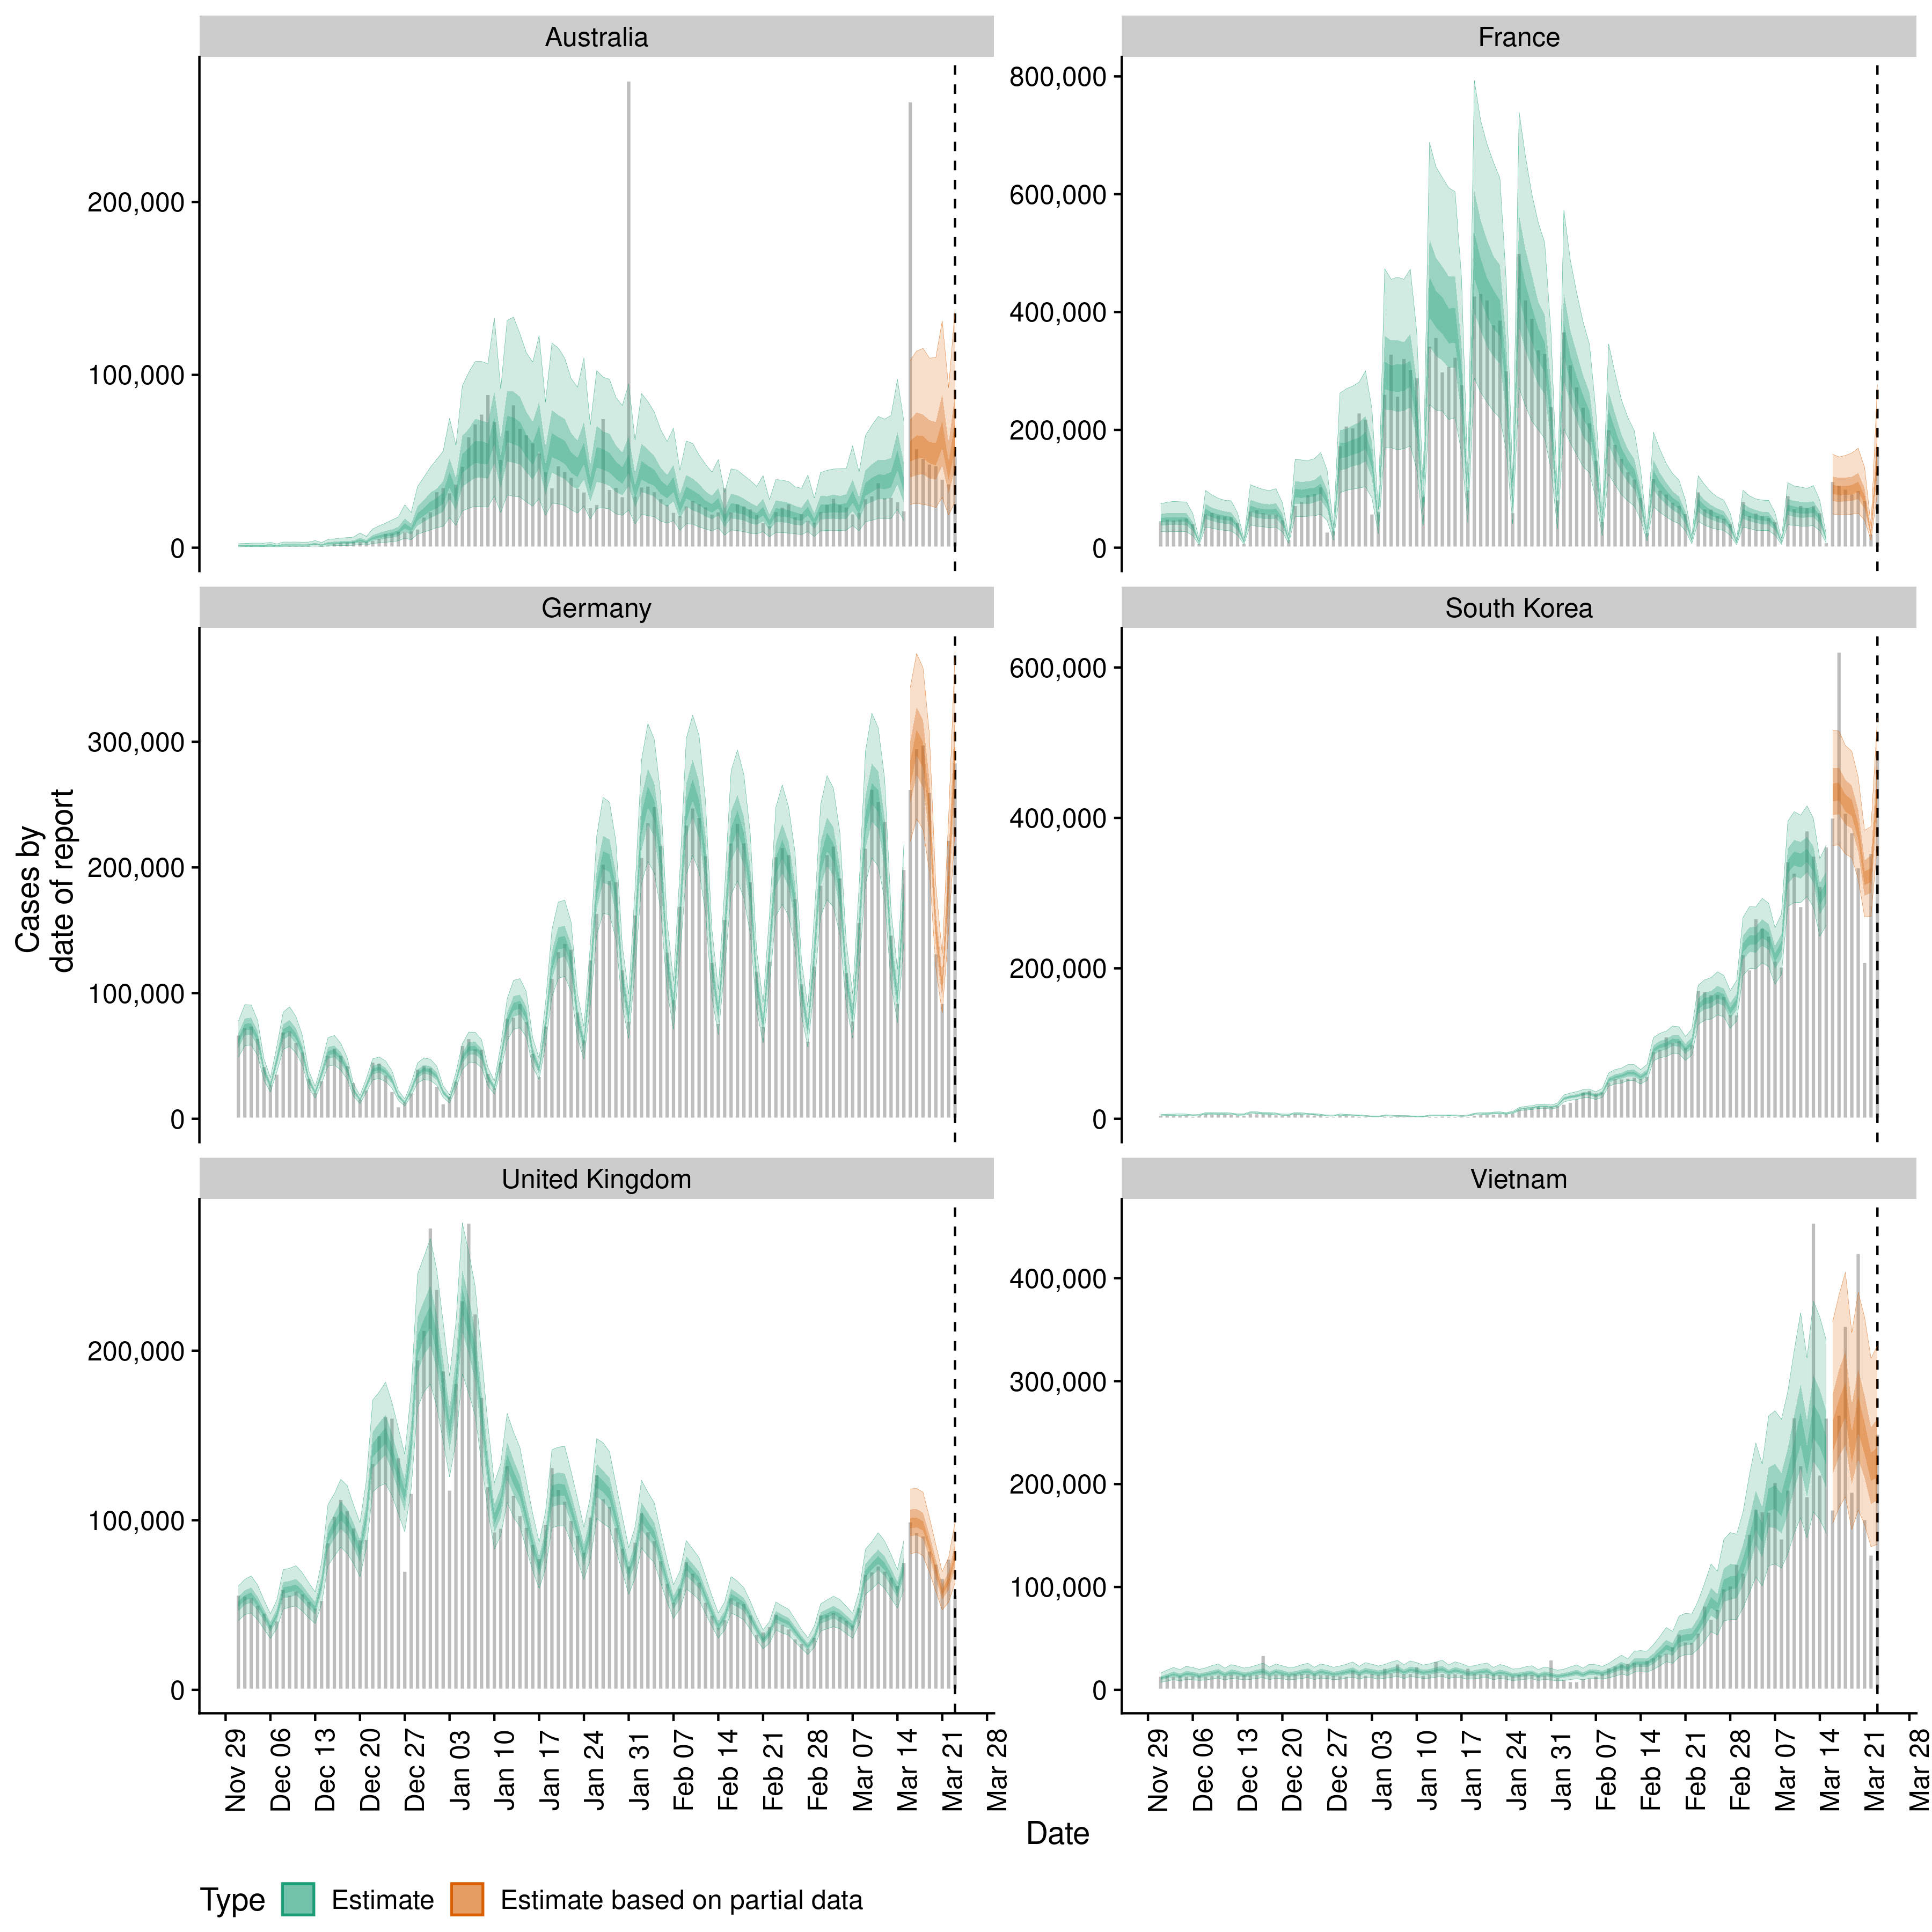 Australia
France
200,000
100,000
0
800,000
600,000
400,000
200,000
0
Germany
South Korea
300,000
200,000
100,000
0
600,000
400,000
200,000
0
United Kingdom
Vietnam
200,000
100,000
0
400,000
300,000
200,000
100,000
0
Cases by
date of report
Nov 29
Dec 06
Dec 13
Dec 20
Dec 27
Jan 03
Jan 10
Jan 17
Jan 24
Jan 31
Feb 07
Feb 14
Feb 21
Feb 28
Mar 07
Mar 14
Mar 21
Mar 28
Nov 29
Dec 06
Dec 13
Dec 20
Dec 27
Jan 03
Jan 10
Jan 17
Jan 24
Jan 31
Feb 07
Feb 14
Feb 21
Feb 28
Mar 07
Mar 14
Mar 21
Mar 28
Date
Type Estimate Estimate based on partial data